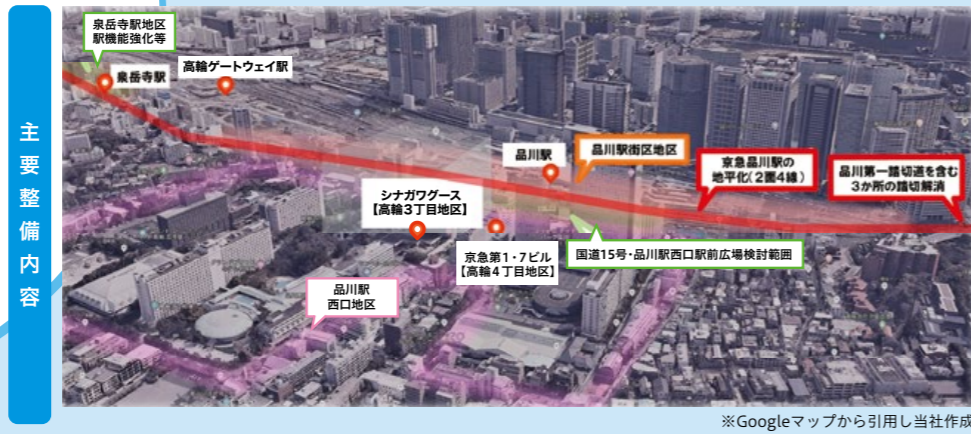 主要整備内容
泉岳寺駅地区
駅機能強化等
泉岳寺駅
高輪ゲートウェイ駅
品川駅
品川駅街区地区
京急品川駅の
地平化(2面4線)
品川第一踏切道を含む
3か所の踏切解消
シナガワグース
【高輪3丁目地区】
京急第1・7ビル
【高輪4丁目地区】
国道15号・品川駅西口駅前広場検討範囲
品川駅
西口地区
※Googleマップから引用し当社作成